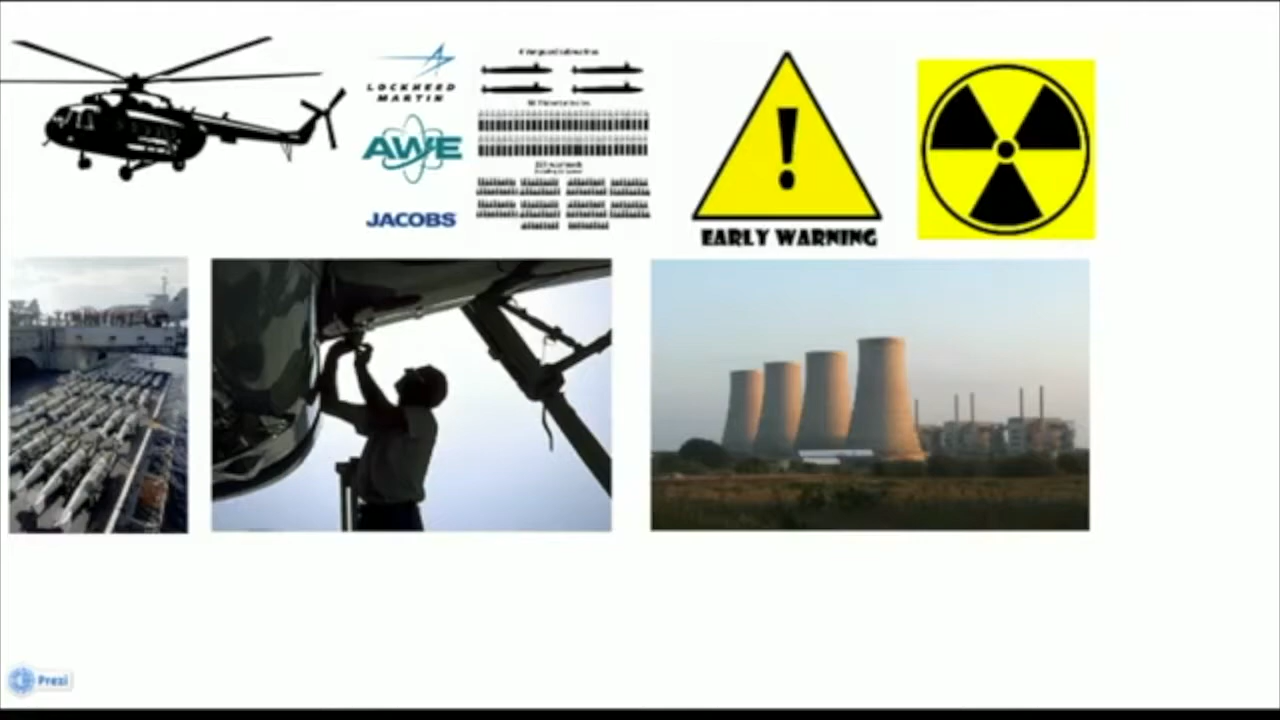 LOCKHEED
MARTIN
AWE
JACOBS
EARLY WARNING
Prezi